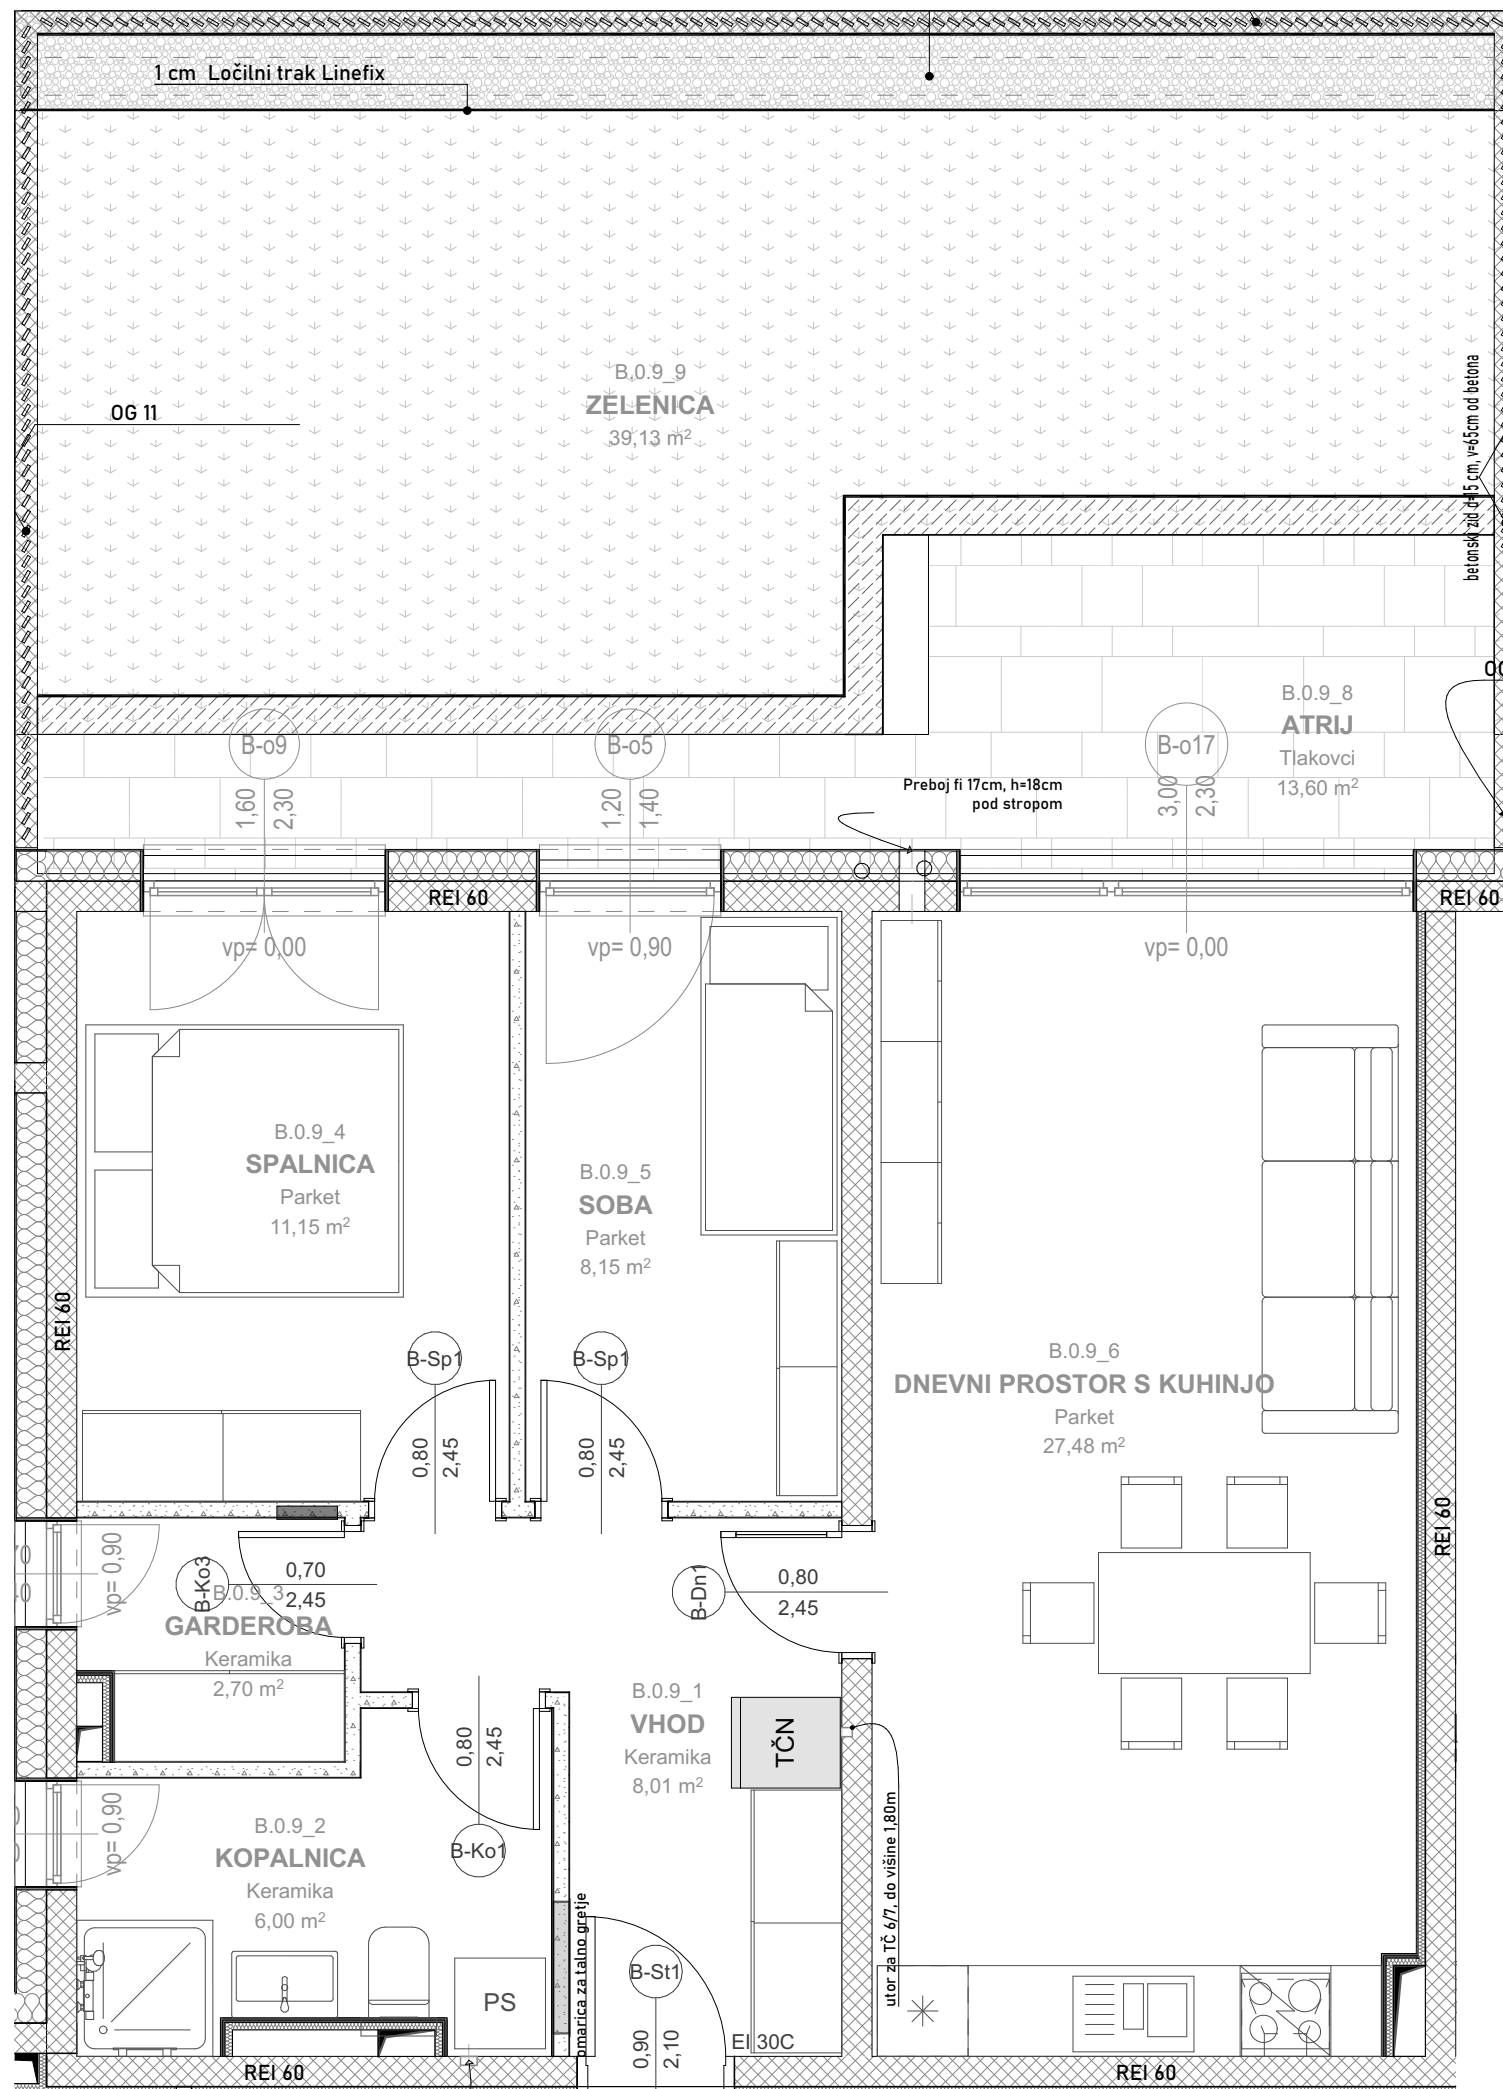 1 cm Ločilni trak Linefix
B.0.9_9
ZELENICA
39,13 m²
OG 11
betonski zid d=15 cm, v=65cm od betona
B.0.9_8
ATRIJ
Tlakovci
13,60 m²
B-o9
1,60
2,30
B-o5
1,20
1,40
B-o17
3,00
2,30
Preboj fi 17cm, h=18cm
pod stropom
REI 60
REI 60
vp= 0,00
vp= 0,90
vp= 0,00
B.0.9_4
SPALNICA
Parket
11,15 m²
B.0.9_5
SOBA
Parket
8,15 m²
REI 60
B-Sp1
0,80
2,45
B-Sp1
0,80
2,45
B.0.9_6
DNEVNI PROSTOR S KUHINJO
Parket
27,48 m²
REI 60
vp= 0,90
B-Ko3
0,70
2,45
B.0.9_3
GARDEROBA
Keramika
2,70 m²
B-Dn1
0,80
2,45
B.0.9_1
VHOD
Keramika
8,01 m²
TČN
0,80
2,45
B-Ko1
vp= 0,90
B.0.9_2
KOPALNICA
Keramika
6,00 m²
PS
omarica za talno gretje
B-St1
0,90
2,10
EI 30C
utor za TČ 6/7, do višine 1,80m
REI 60
REI 60